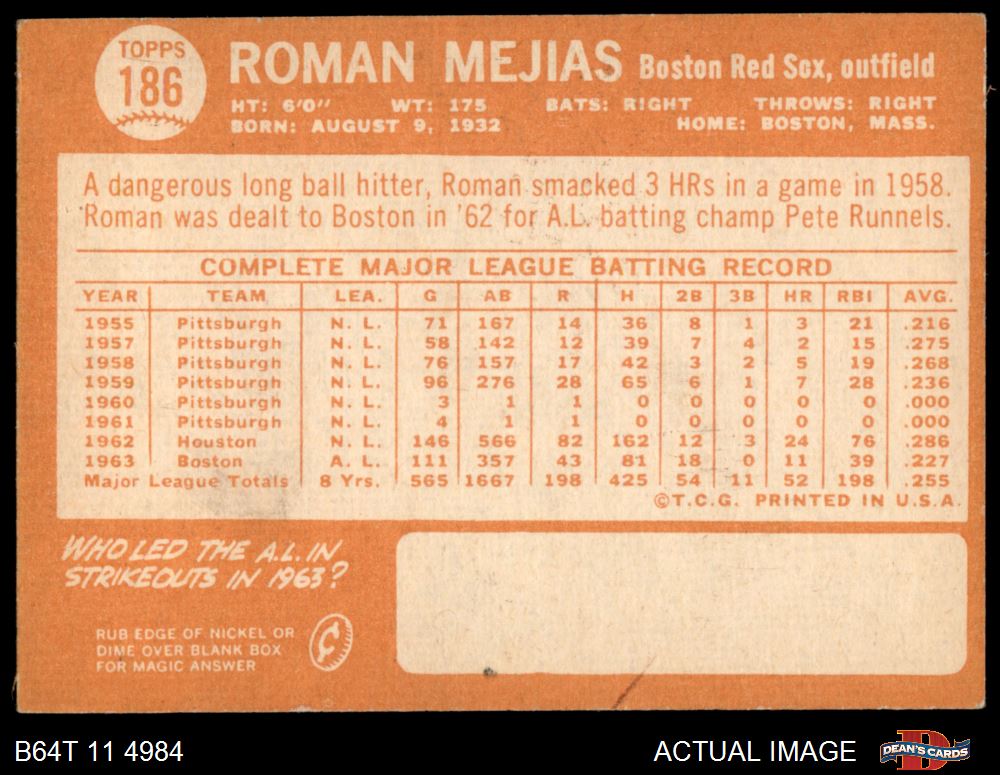 TOPPS
186
ROMAN MEJIAS Boston Red Sox, outfield
HT: 6'0" WT: 175 BATS: RIGHT THROWS: RIGHT
BORN: AUGUST 9, 1932 HOME: BOSTON, MASS.
A dangerous long ball hitter, Roman smacked 3 HRs in a game in 1958.
Roman was dealt to Boston in '62 for A.L. batting champ Pete Runnels.
COMPLETE MAJOR LEAGUE BATTING RECORD
YEAR TEAM LEA. G AB R H 2B 3B HR RBI AVG.
1955 Pittsburgh N. L. 71 167 14 36 8 1 3 21 .216
1957 Pittsburgh N. L. 58 142 12 39 7 4 2 15 .275
1958 Pittsburgh N. L. 76 157 17 42 3 2 5 19 .268
1959 Pittsburgh N. L. 96 276 28 65 6 1 7 28 .236
1960 Pittsburgh N. L. 3 1 1 0 0 0 0 0 .000
1961 Pittsburgh N. L. 4 1 1 0 0 0 0 0 .000
1962 Houston N. L. 146 566 82 162 12 3 24 76 .286
1963 Boston A. L. 111 357 43 81 18 0 11 39 .227
Major League Totals 8 Yrs. 565 1667 198 425 54 11 52 198 .255
©T.C.G. PRINTED IN U.S.A.
WHO LED THE A.L. IN
STRIKEOUTS IN 1963?
RUB EDGE OF NICKEL OR
DIME OVER BLANK BOX
FOR MAGIC ANSWER
¢
B64T 11 4984 ACTUAL IMAGE D DEAN'S CARDS